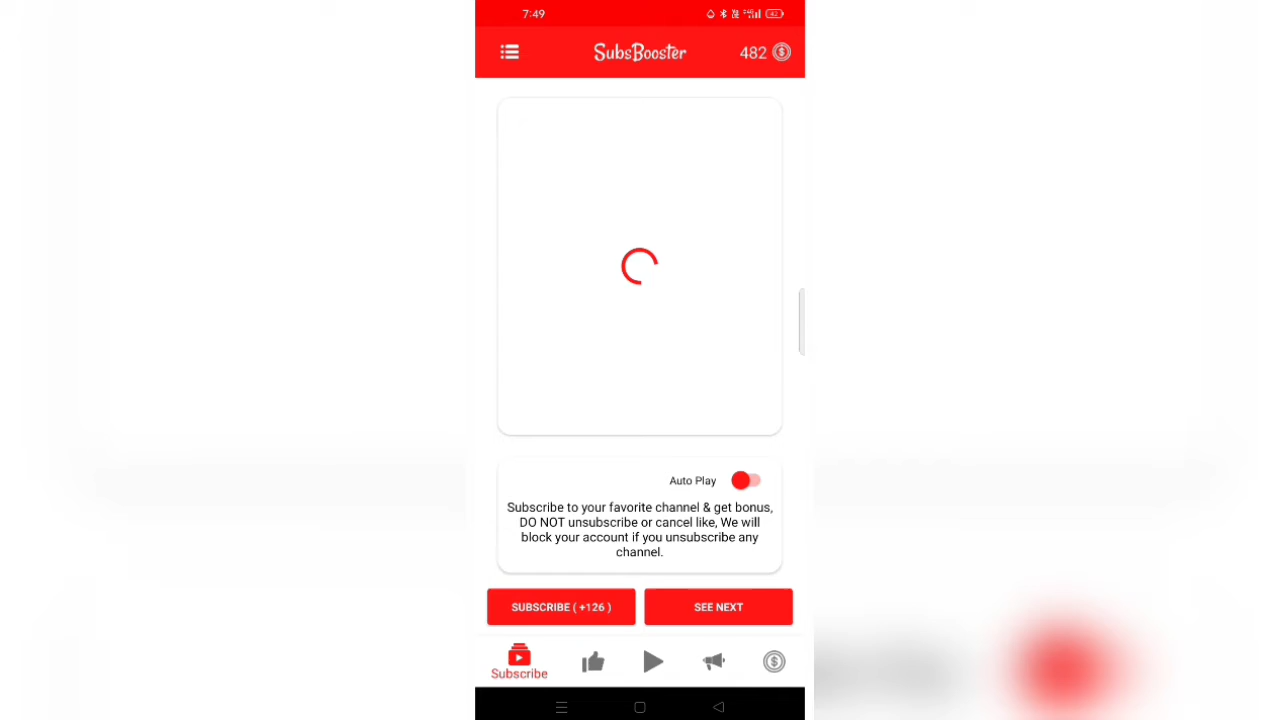 7:49
SubsBooster
482
Auto Play
Subscribe to your favorite channel & get bonus,
DO NOT unsubscribe or cancel like, We will
block your account if you unsubscribe any
channel.
SUBSCRIBE ( +126 )
SEE NEXT
Subscribe